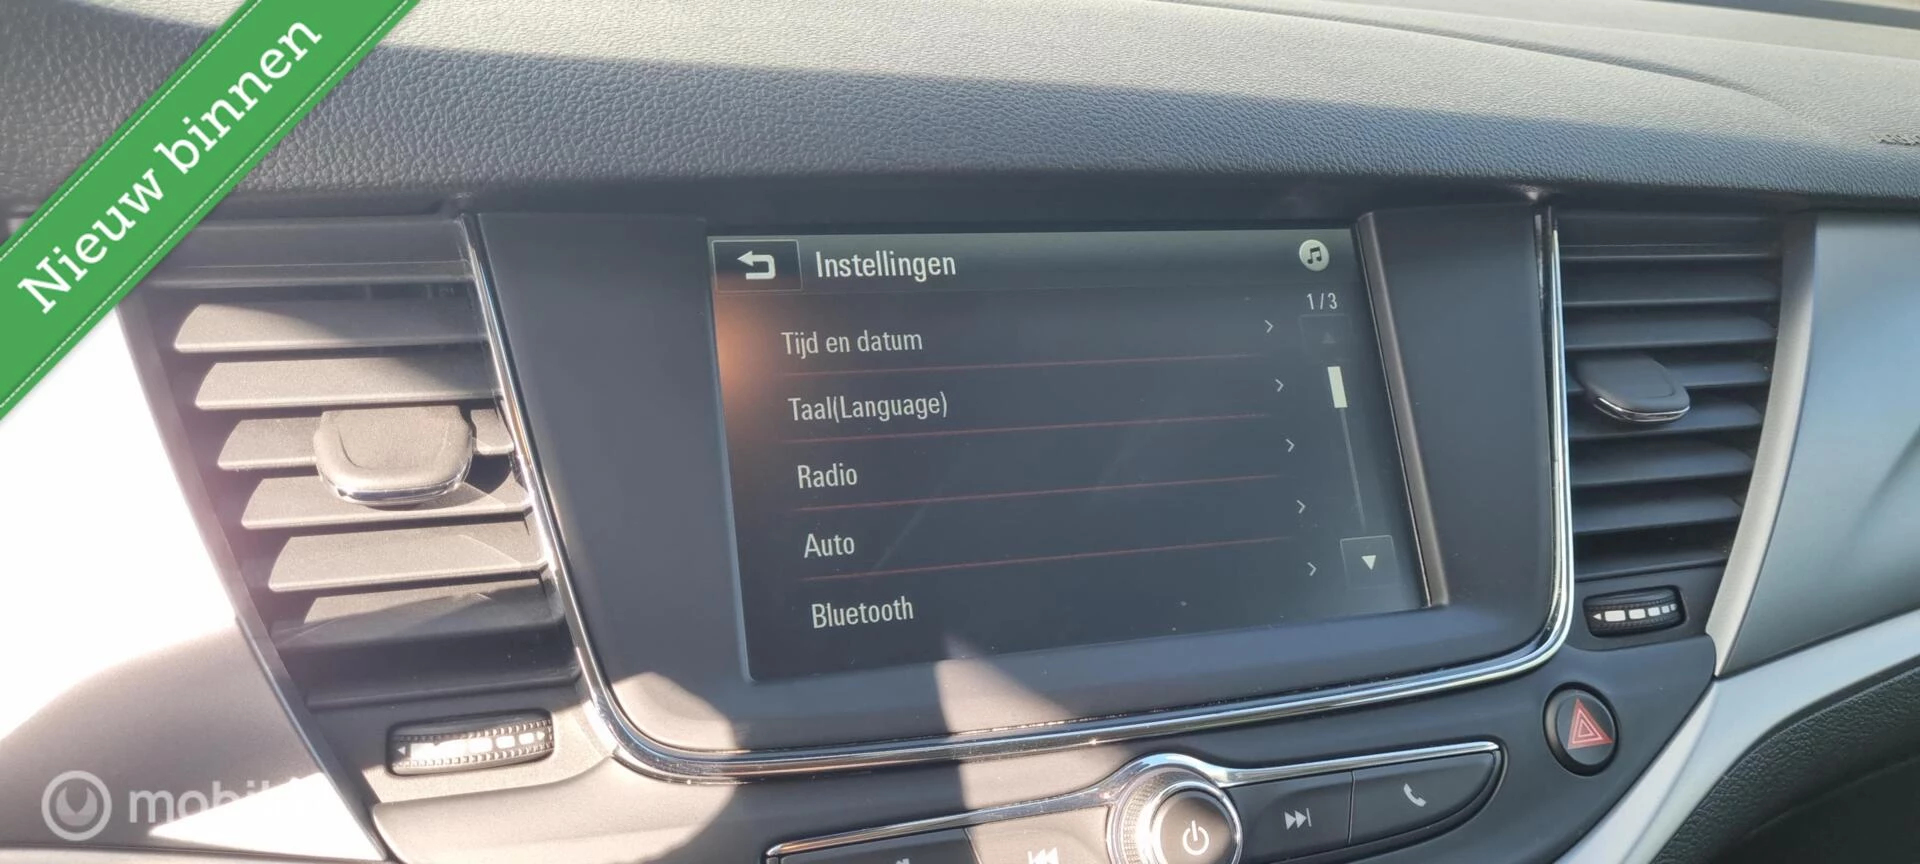 Nieuw binnen
Instellingen
1/3
Tijd en datum
Taal(Language)
Radio
Auto
Bluetooth